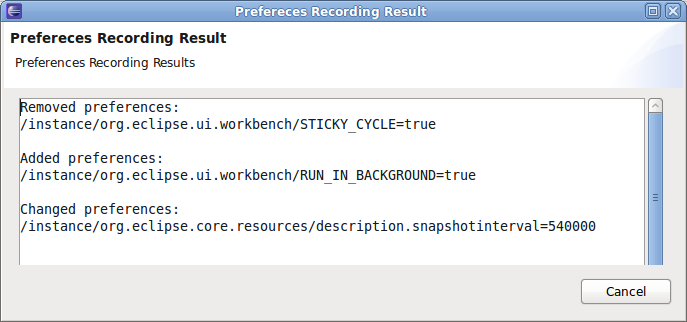 Prefereces Recording Result
Prefereces Recording Result
Preferences Recording Results
Removed preferences:
/instance/org.eclipse.ui.workbench/STICKY_CYCLE=true
Added preferences:
/instance/org.eclipse.ui.workbench/RUN_IN_BACKGROUND=true
Changed preferences:
/instance/org.eclipse.core.resources/description.snapshotinterval=540000
Cancel